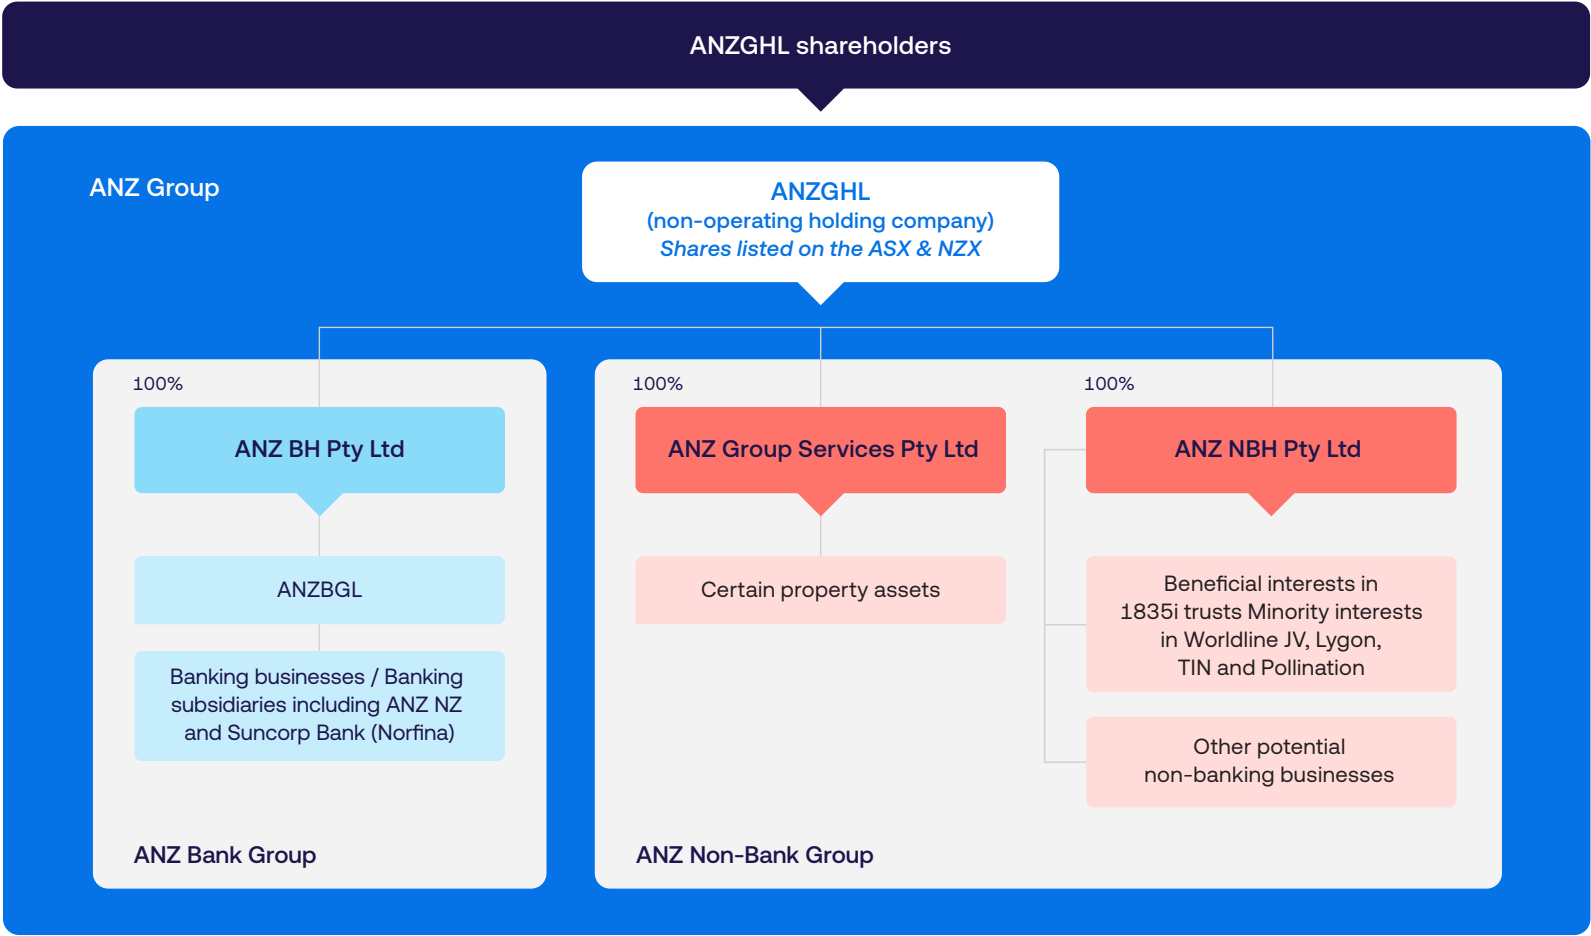 ANZGHL shareholders
ANZ Group
ANZGHL
(non-operating holding company)
Shares listed on the ASX & NZX
100%
ANZ BH Pty Ltd
ANZBGL
Banking businesses / Banking
subsidiaries including ANZ NZ
and Suncorp Bank (Norfina)
ANZ Bank Group
100%
ANZ Group Services Pty Ltd
Certain property assets
100%
ANZ NBH Pty Ltd
Beneficial interests in
1835i trusts Minority interests
in Worldline JV, Lygon,
TIN and Pollination
Other potential
non-banking businesses
ANZ Non-Bank Group